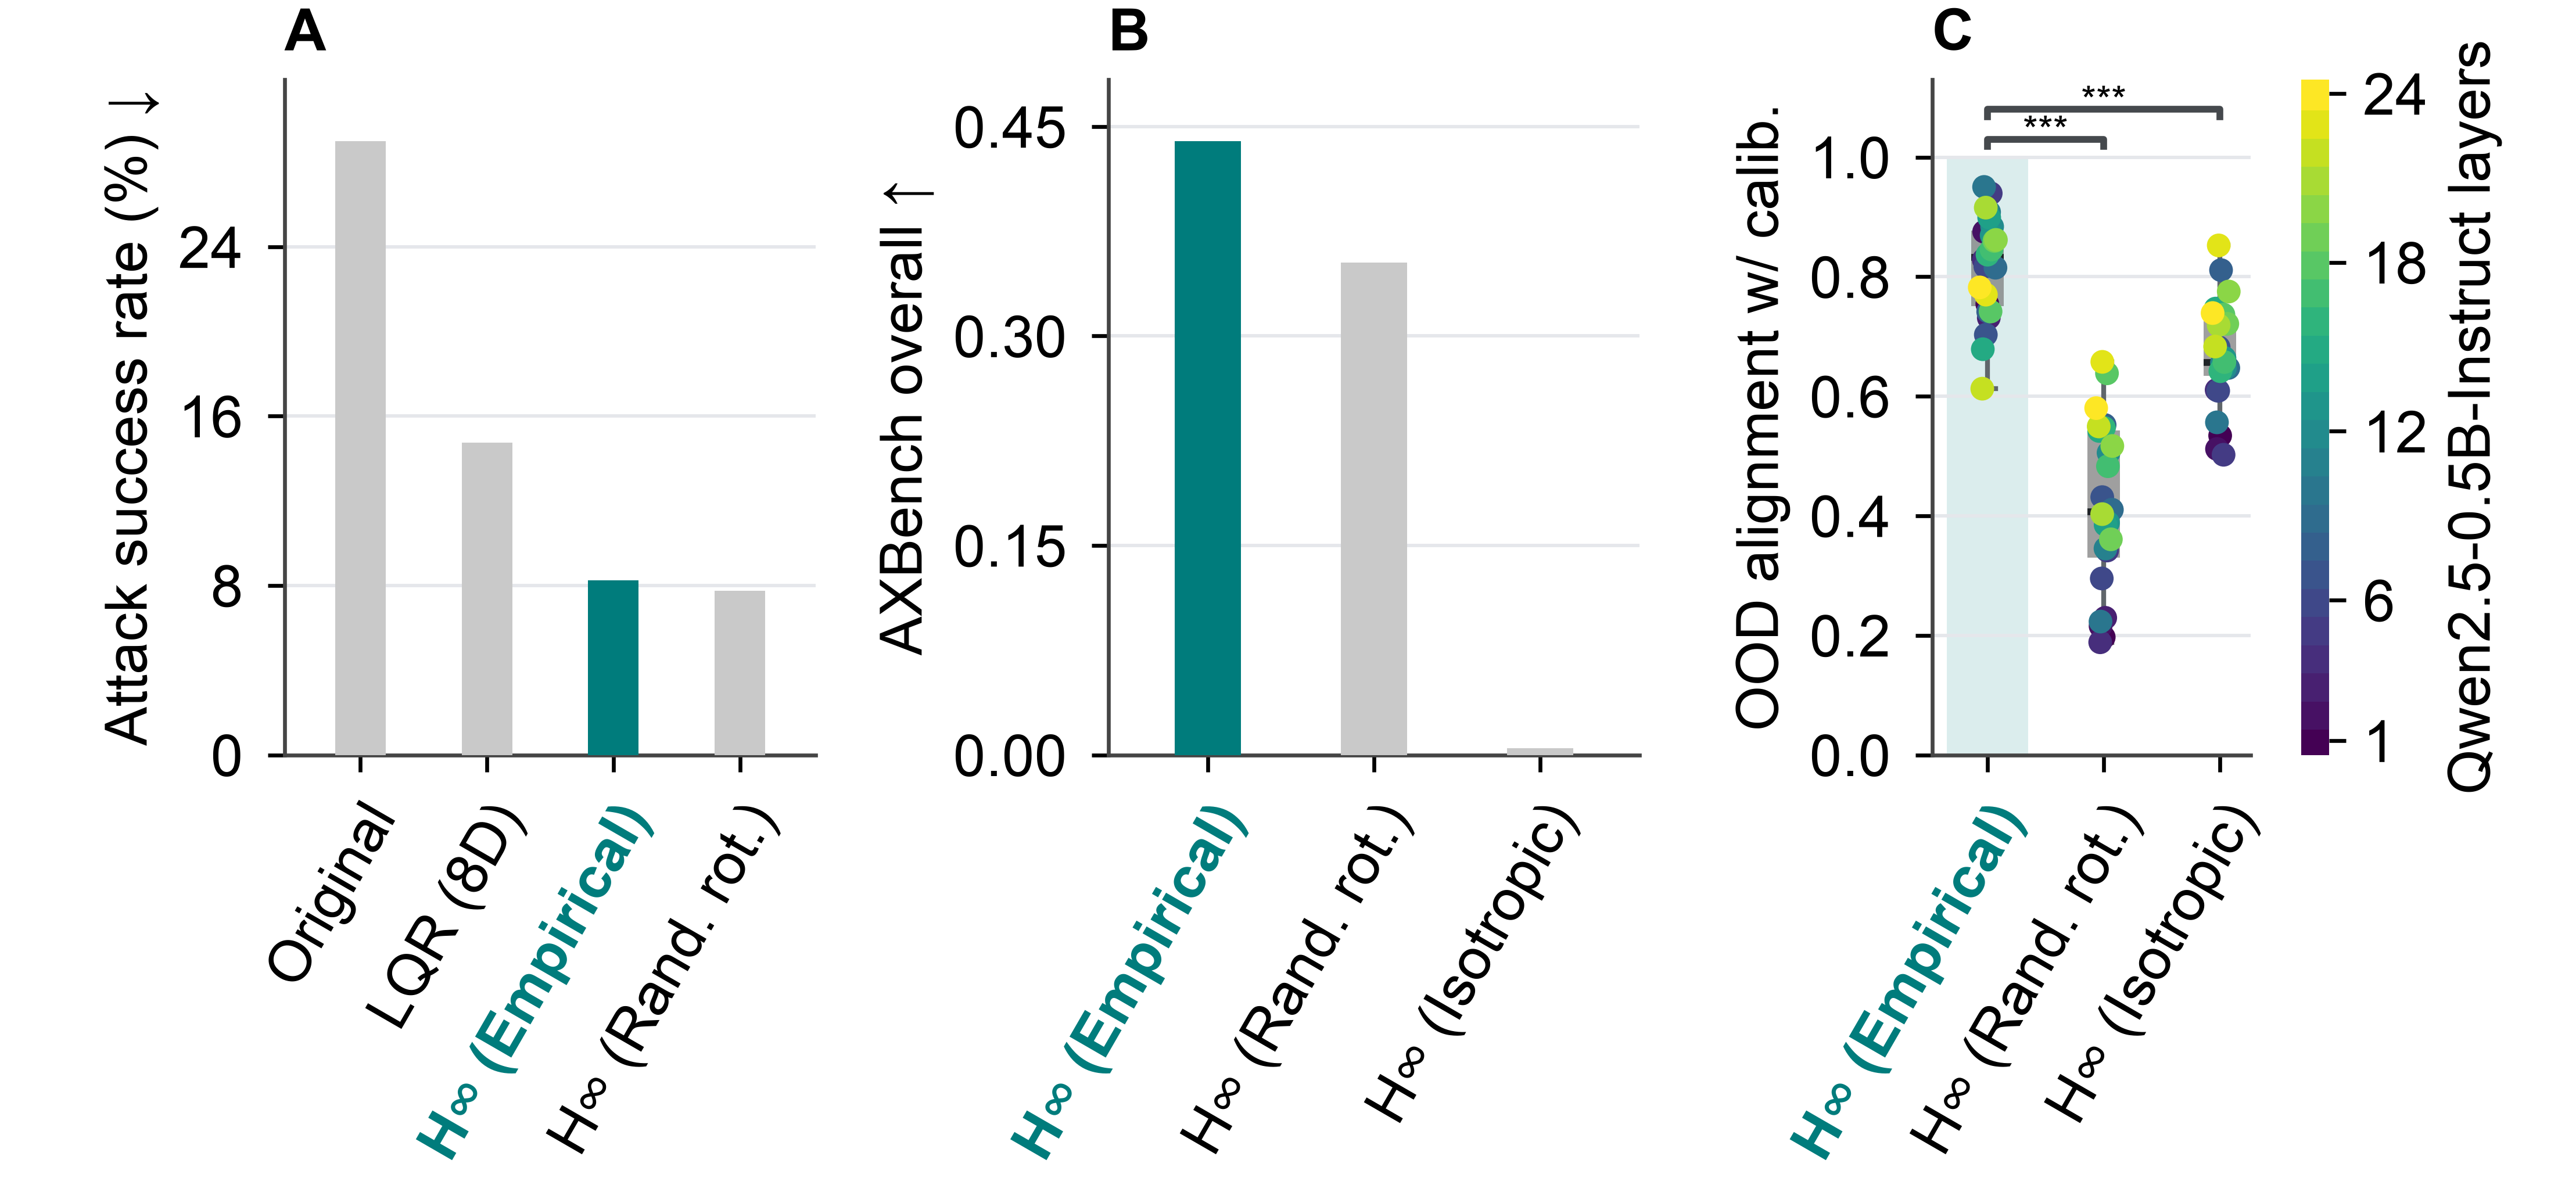 A
Attack success rate (%) ↓
24
16
8
0
Original
LQR (8D)
H∞ (Empirical)
H∞ (Rand. rot.)
B
AXBench overall ↑
0.45
0.30
0.15
0.00
H∞ (Empirical)
H∞ (Rand. rot.)
H∞ (Isotropic)
C
OOD alignment w/ calib.
1.0
0.8
0.6
0.4
0.2
0.0
***
***
H∞ (Empirical)
H∞ (Rand. rot.)
H∞ (Isotropic)
24
18
12
6
1
Qwen2.5-0.5B-Instruct layers